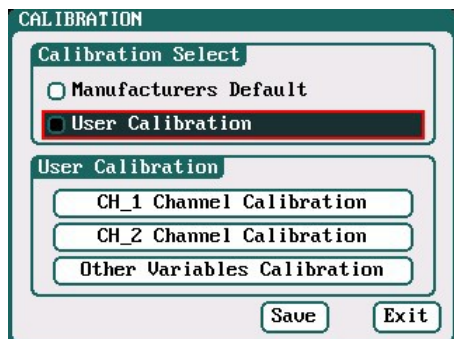 CALIBRATION
Calibration Select
Manufacturers Default
User Calibration
User Calibration
CH_1 Channel Calibration
CH_2 Channel Calibration
Other Variables Calibration
Save
Exit